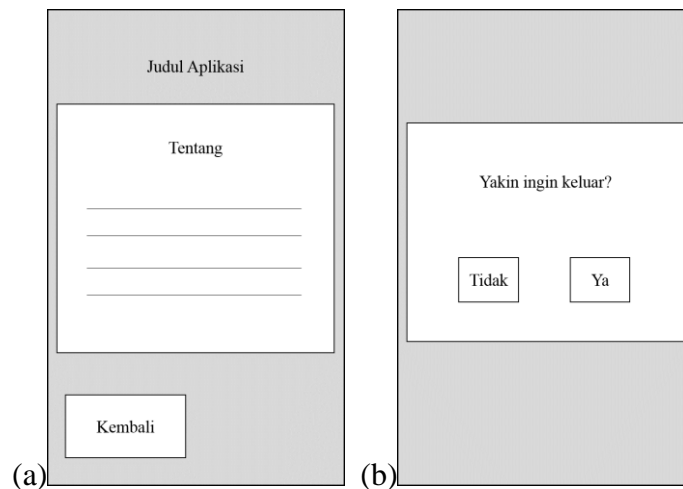 Judul Aplikasi
Tentang
Kembali
(a)
Yakin ingin keluar?
Tidak Ya
(b)